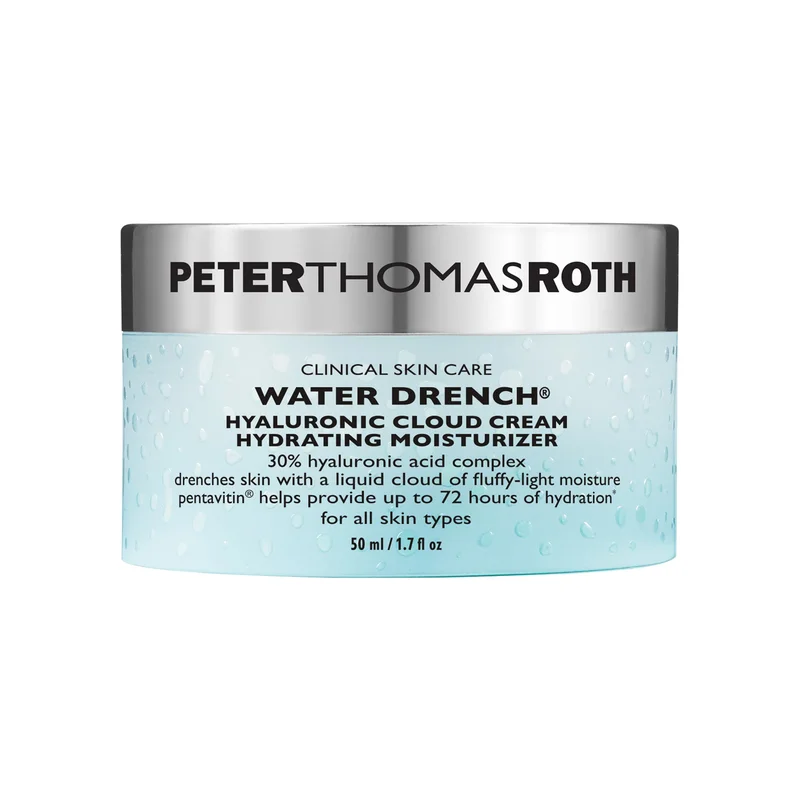 PETERTHOMASROTH
CLINICAL SKIN CARE
WATER DRENCH®
HYALURONIC CLOUD CREAM
HYDRATING MOISTURIZER
30% hyaluronic acid complex
drenches skin with a liquid cloud of fluffy-light moisture
pentavitin® helps provide up to 72 hours of hydration*
for all skin types
50 ml / 1.7 fl oz